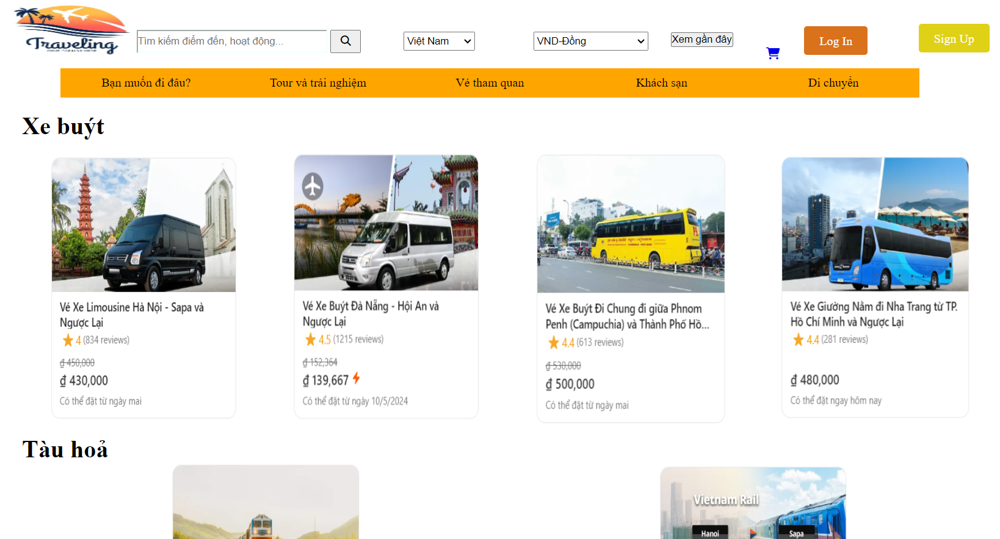 Traveling
Tìm kiếm điểm đến, hoạt động...
Việt Nam
VND-Đồng
Xem gần đây
Log In
Sign Up
Bạn muốn đi đâu?
Tour và trải nghiệm
Vé tham quan
Khách sạn
Di chuyển
Xe buýt
Vé Xe Limousine Hà Nội - Sapa và
Ngược Lại
4 (834 reviews)
₫ 450,000
₫ 430,000
Có thể đặt từ ngày mai
Vé Xe Buýt Đà Nẵng - Hội An và
Ngược Lại
4.5 (1215 reviews)
₫ 152,364
₫ 139,667
Có thể đặt từ ngày 10/5/2024
Vé Xe Buýt Đi Chung đi giữa Phnom
Penh (Campuchia) và Thành Phố Hồ...
4.4 (613 reviews)
₫ 530,000
₫ 500,000
Có thể đặt từ ngày mai
Vé Xe Giường Nằm đi Nha Trang từ TP.
Hồ Chí Minh và Ngược Lại
4.4 (281 reviews)
₫ 480,000
Có thể đặt ngay hôm nay
Tàu hoả
Vietnam Rail
Hanoi
Sapa